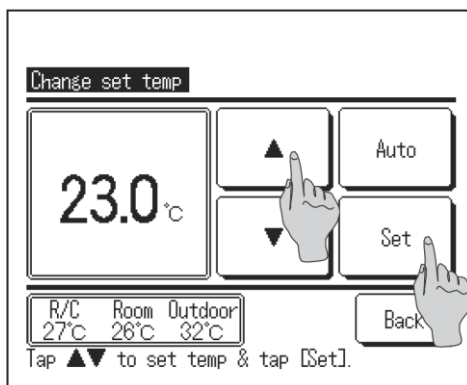 Change set temp
▲
Auto
23.0 °C
▼
Set
R/C Room Outdoor
27°C 26°C 32°C
Back
Tap ▲▼ to set temp & tap [Set].